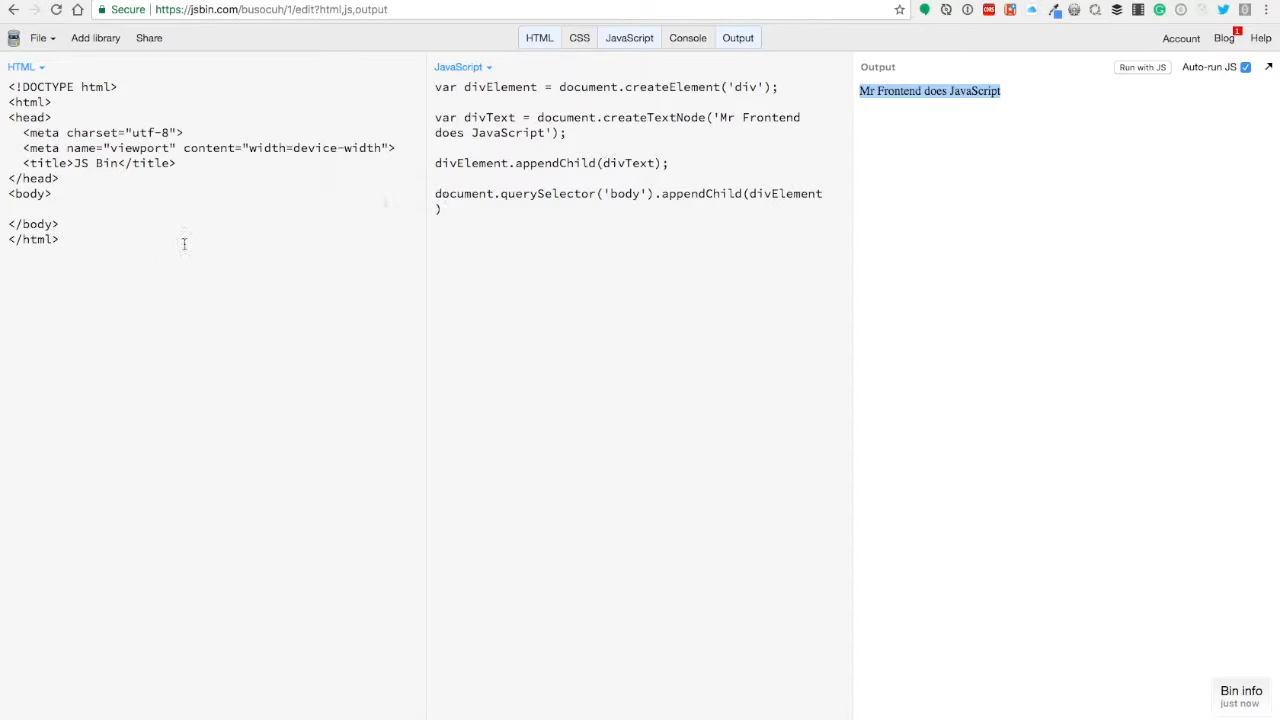 Secure https://jsbin.com/busocuh/1/edit?html,js,output
File Add library Share HTML CSS JavaScript Console Output Account Blog 1 Help
HTML
<!DOCTYPE html>
<html>
<head>
  <meta charset="utf-8">
  <meta name="viewport" content="width=device-width">
  <title>JS Bin</title>
</head>
<body>
</body>
</html>
JavaScript
var divElement = document.createElement('div');
var divText = document.createTextNode('Mr Frontend
does JavaScript');
divElement.appendChild(divText);
document.querySelector('body').appendChild(divElement
)
Output Run with JS Auto-run JS
Mr Frontend does JavaScript
Bin info
just now